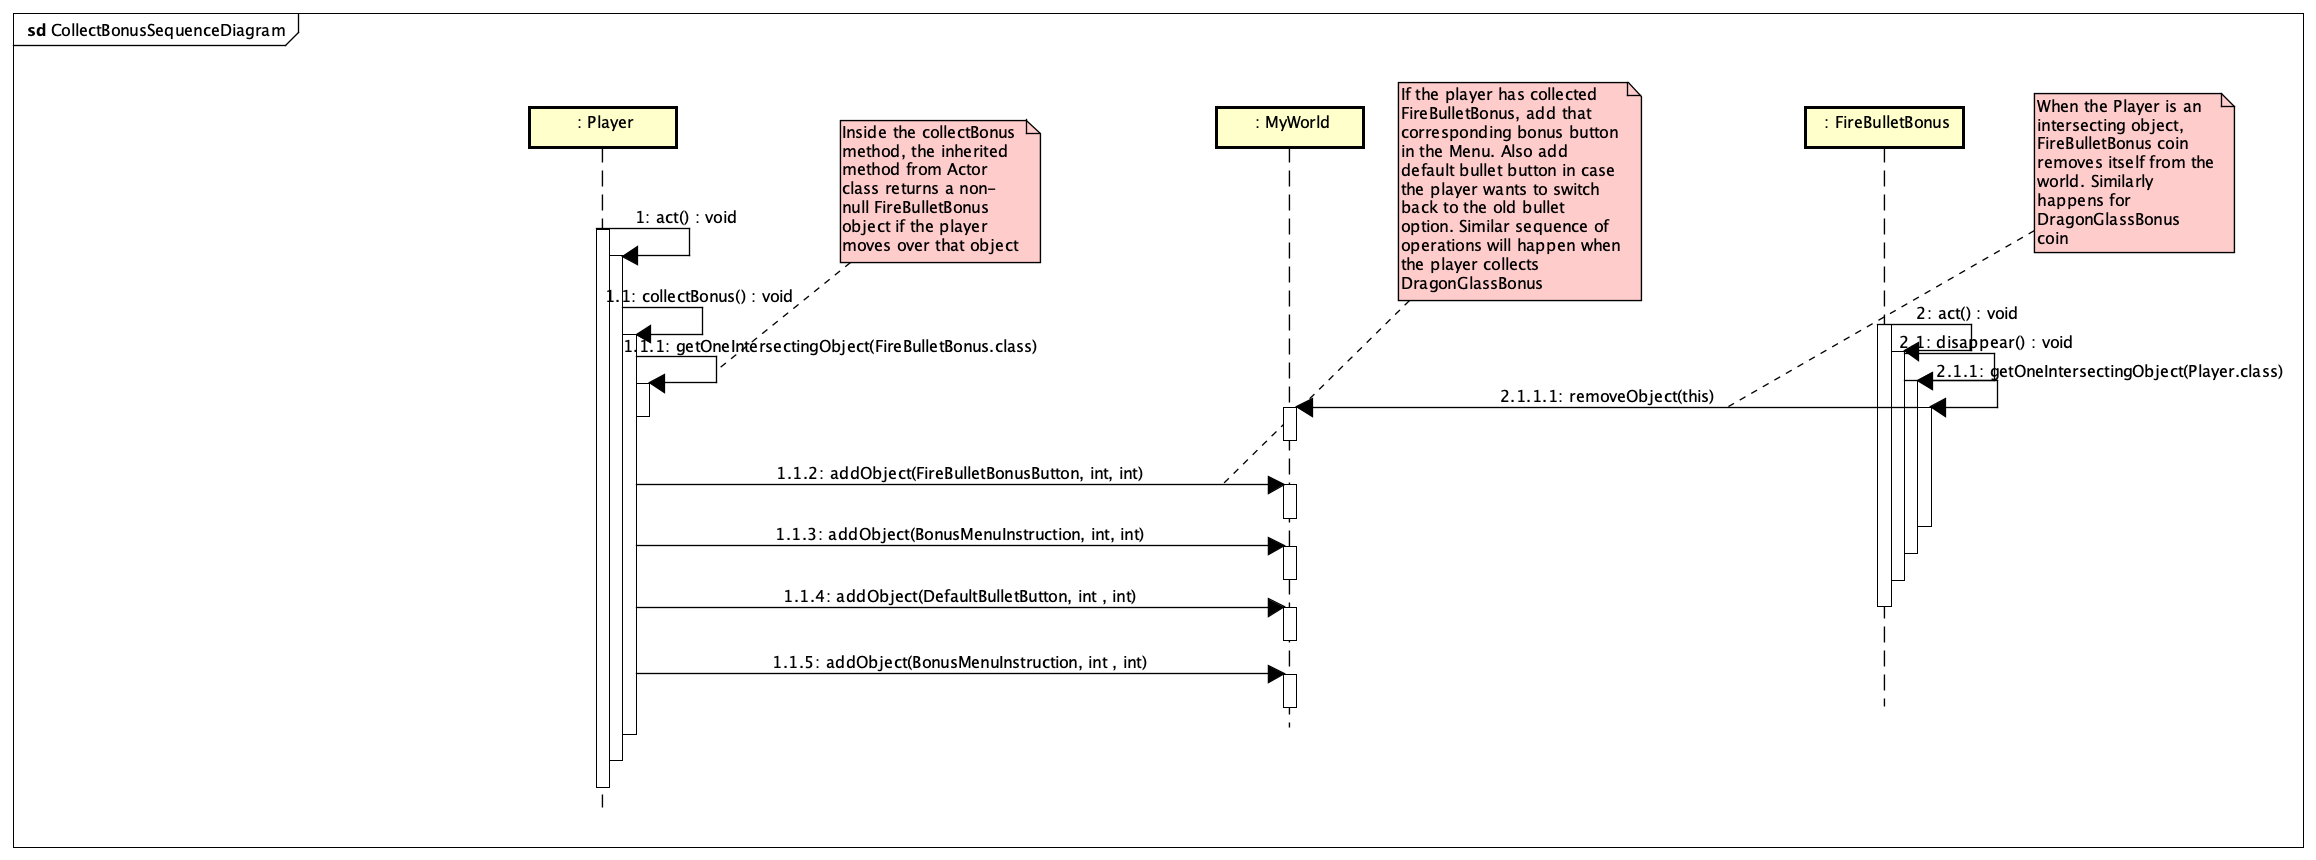 sd CollectBonusSequenceDiagram
: Player
: MyWorld
: FireBulletBonus
Inside the collectBonus
method, the inherited
method from Actor
class returns a non-
null FireBulletBonus
object if the player
moves over that object
If the player has collected
FireBulletBonus, add that
corresponding bonus button
in the Menu. Also add
default bullet button in case
the player wants to switch
back to the old bullet
option. Similar sequence of
operations will happen when
the player collects
DragonGlassBonus
When the Player is an
intersecting object,
FireBulletBonus coin
removes itself from the
world. Similarly
happens for
DragonGlassBonus
coin
1: act() : void
1.1: collectBonus() : void
1.1.1: getOneIntersectingObject(FireBulletBonus.class)
2: act() : void
2.1: disappear() : void
2.1.1: getOneIntersectingObject(Player.class)
2.1.1.1: removeObject(this)
1.1.2: addObject(FireBulletBonusButton, int, int)
1.1.3: addObject(BonusMenuInstruction, int, int)
1.1.4: addObject(DefaultBulletButton, int , int)
1.1.5: addObject(BonusMenuInstruction, int , int)